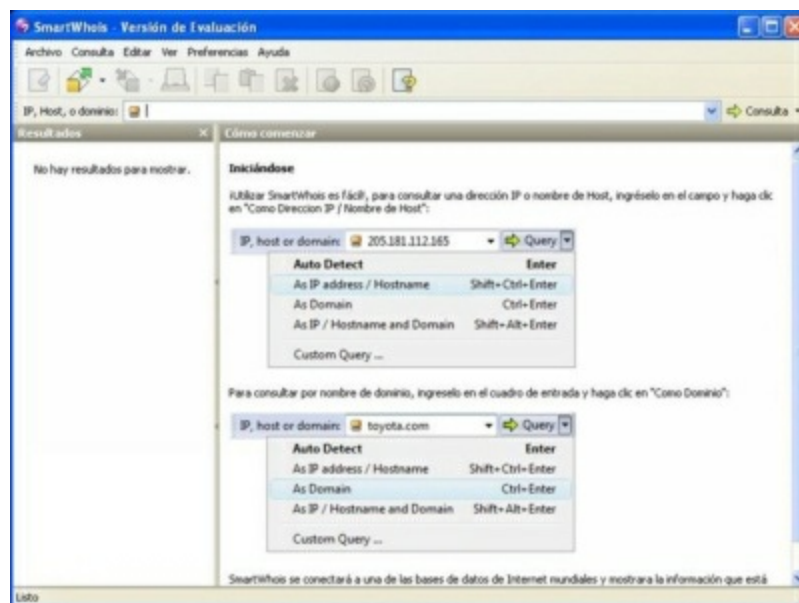 SmartWhois - Versión de Evaluación
Archivo Consulta Editar Ver Preferencias Ayuda
IP, Host, o dominio:
Consulta
Resultados
Cómo comenzar
No hay resultados para mostrar.
Iniciándose
¡Utilizar SmartWhois es fácil!, para consultar una dirección IP o nombre de Host, ingréselo en el campo y haga clic
en "Como Direccion IP / Nombre de Host":
IP, host or domain: 205.181.112.165 Query
Auto Detect Enter
As IP address / Hostname Shift+Ctrl+Enter
As Domain Ctrl+Enter
As IP / Hostname and Domain Shift+Alt+Enter
Custom Query ...
Para consultar por nombre de dominio, ingreselo en el cuadro de entrada y haga clic en "Como Dominio":
IP, host or domain: toyota.com Query
Auto Detect Enter
As IP address / Hostname Shift+Ctrl+Enter
As Domain Ctrl+Enter
As IP / Hostname and Domain Shift+Alt+Enter
Custom Query ...
SmartWhois se conectará a una de las bases de datos de Internet mundiales y mostrara la información que está
Listo